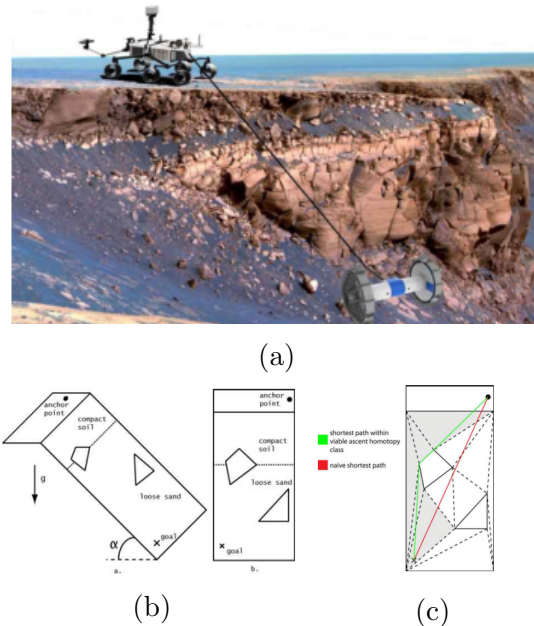 (a)
anchor
point
compact
soil
g
loose sand
α
goal
a.
anchor
point
compact
soil
loose sand
goal
b.
shortest path within
viable ascent homotopy
class
naive shortest path
(b)
(c)